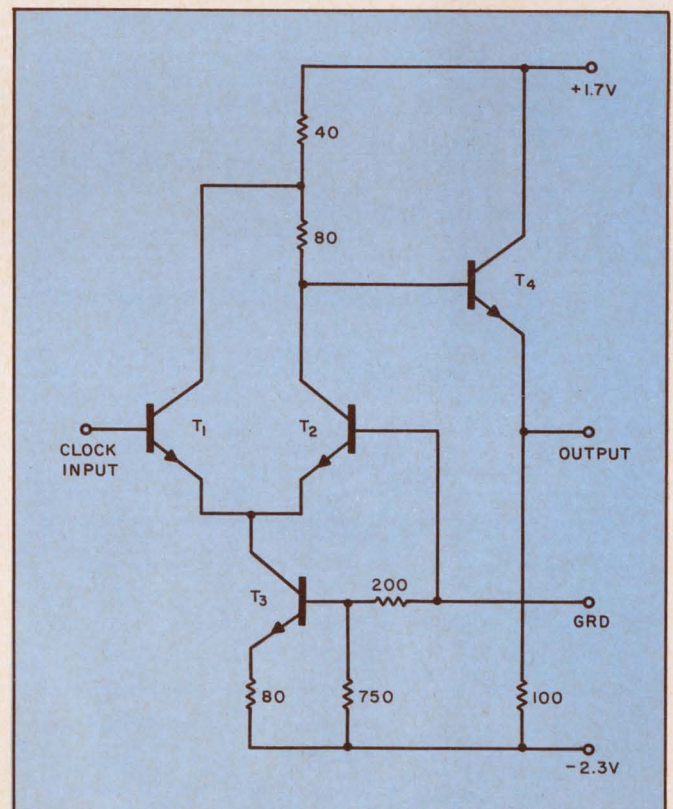 +1.7V
40
80
T4
T1
T2
CLOCK
INPUT
OUTPUT
T3
200
GRD
80
750
100
-2.3V